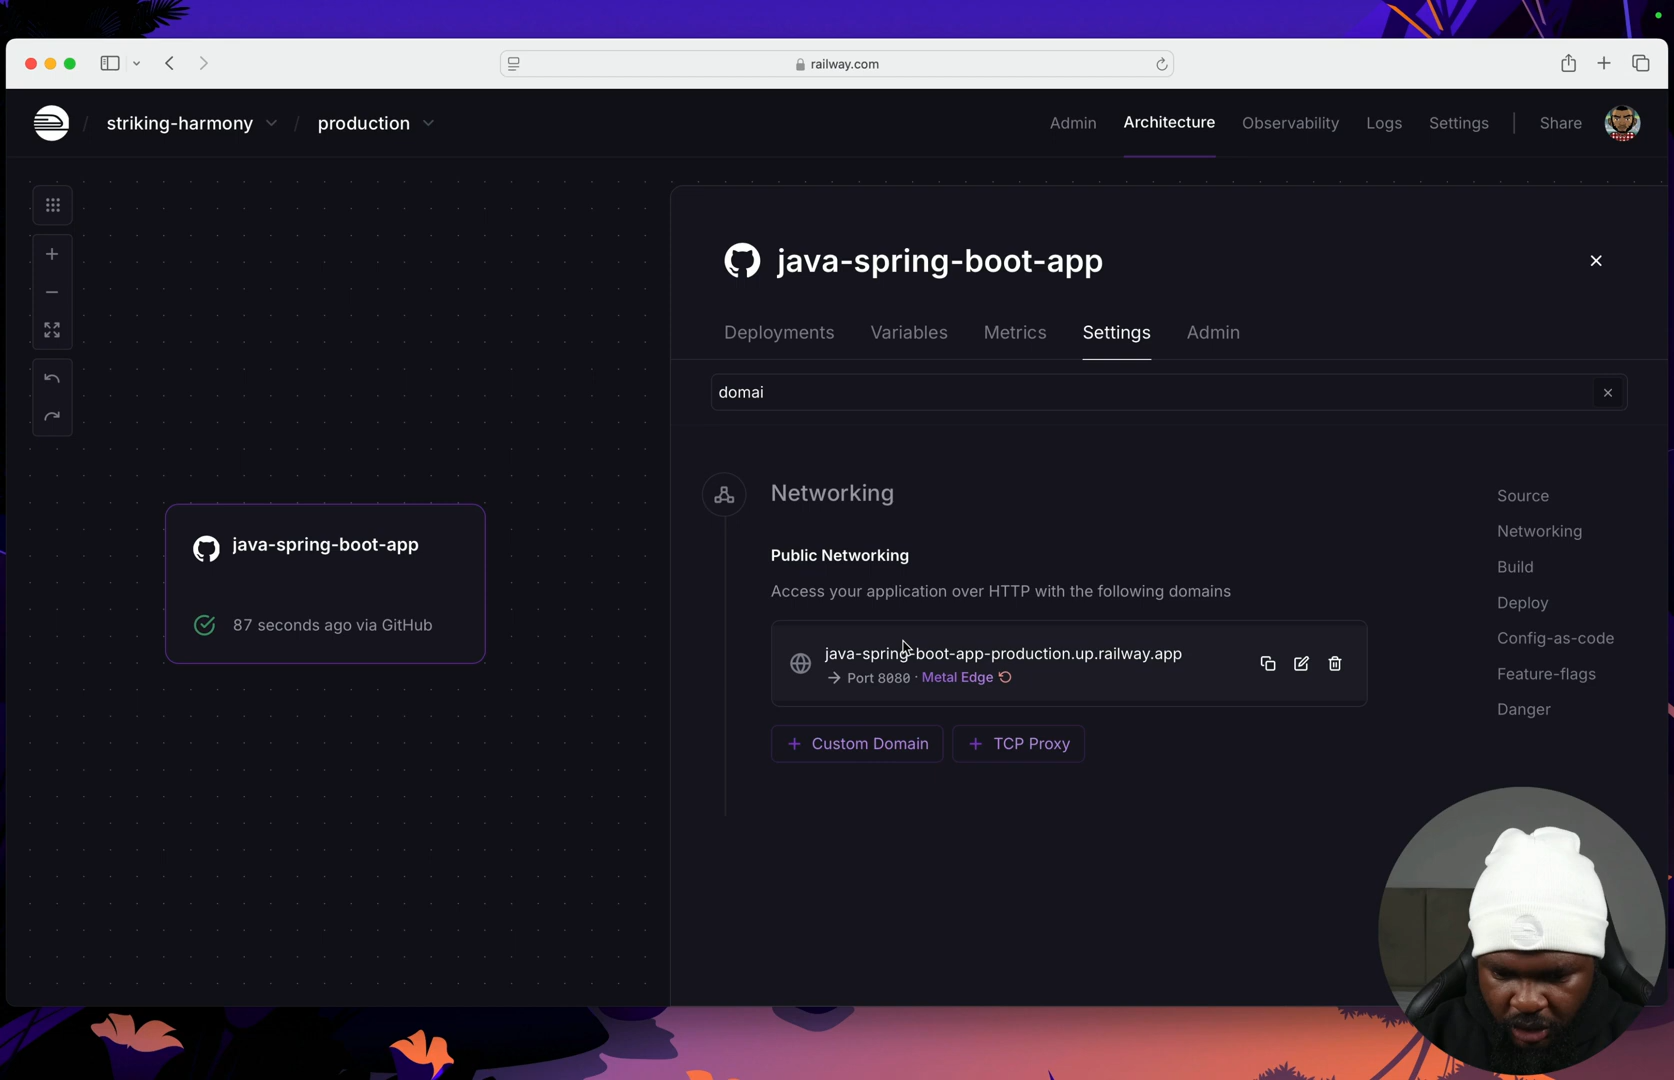 railway.com
/ striking-harmony / production
Admin Architecture Observability Logs Settings Share
java-spring-boot-app
Deployments Variables Metrics Settings Admin
domai
Networking
Source
Networking
Build
Deploy
Config-as-code
Feature-flags
Danger
Public Networking
Access your application over HTTP with the following domains
java-spring-boot-app-production.up.railway.app
→ Port 8080 · Metal Edge
+ Custom Domain
+ TCP Proxy
java-spring-boot-app
87 seconds ago via GitHub